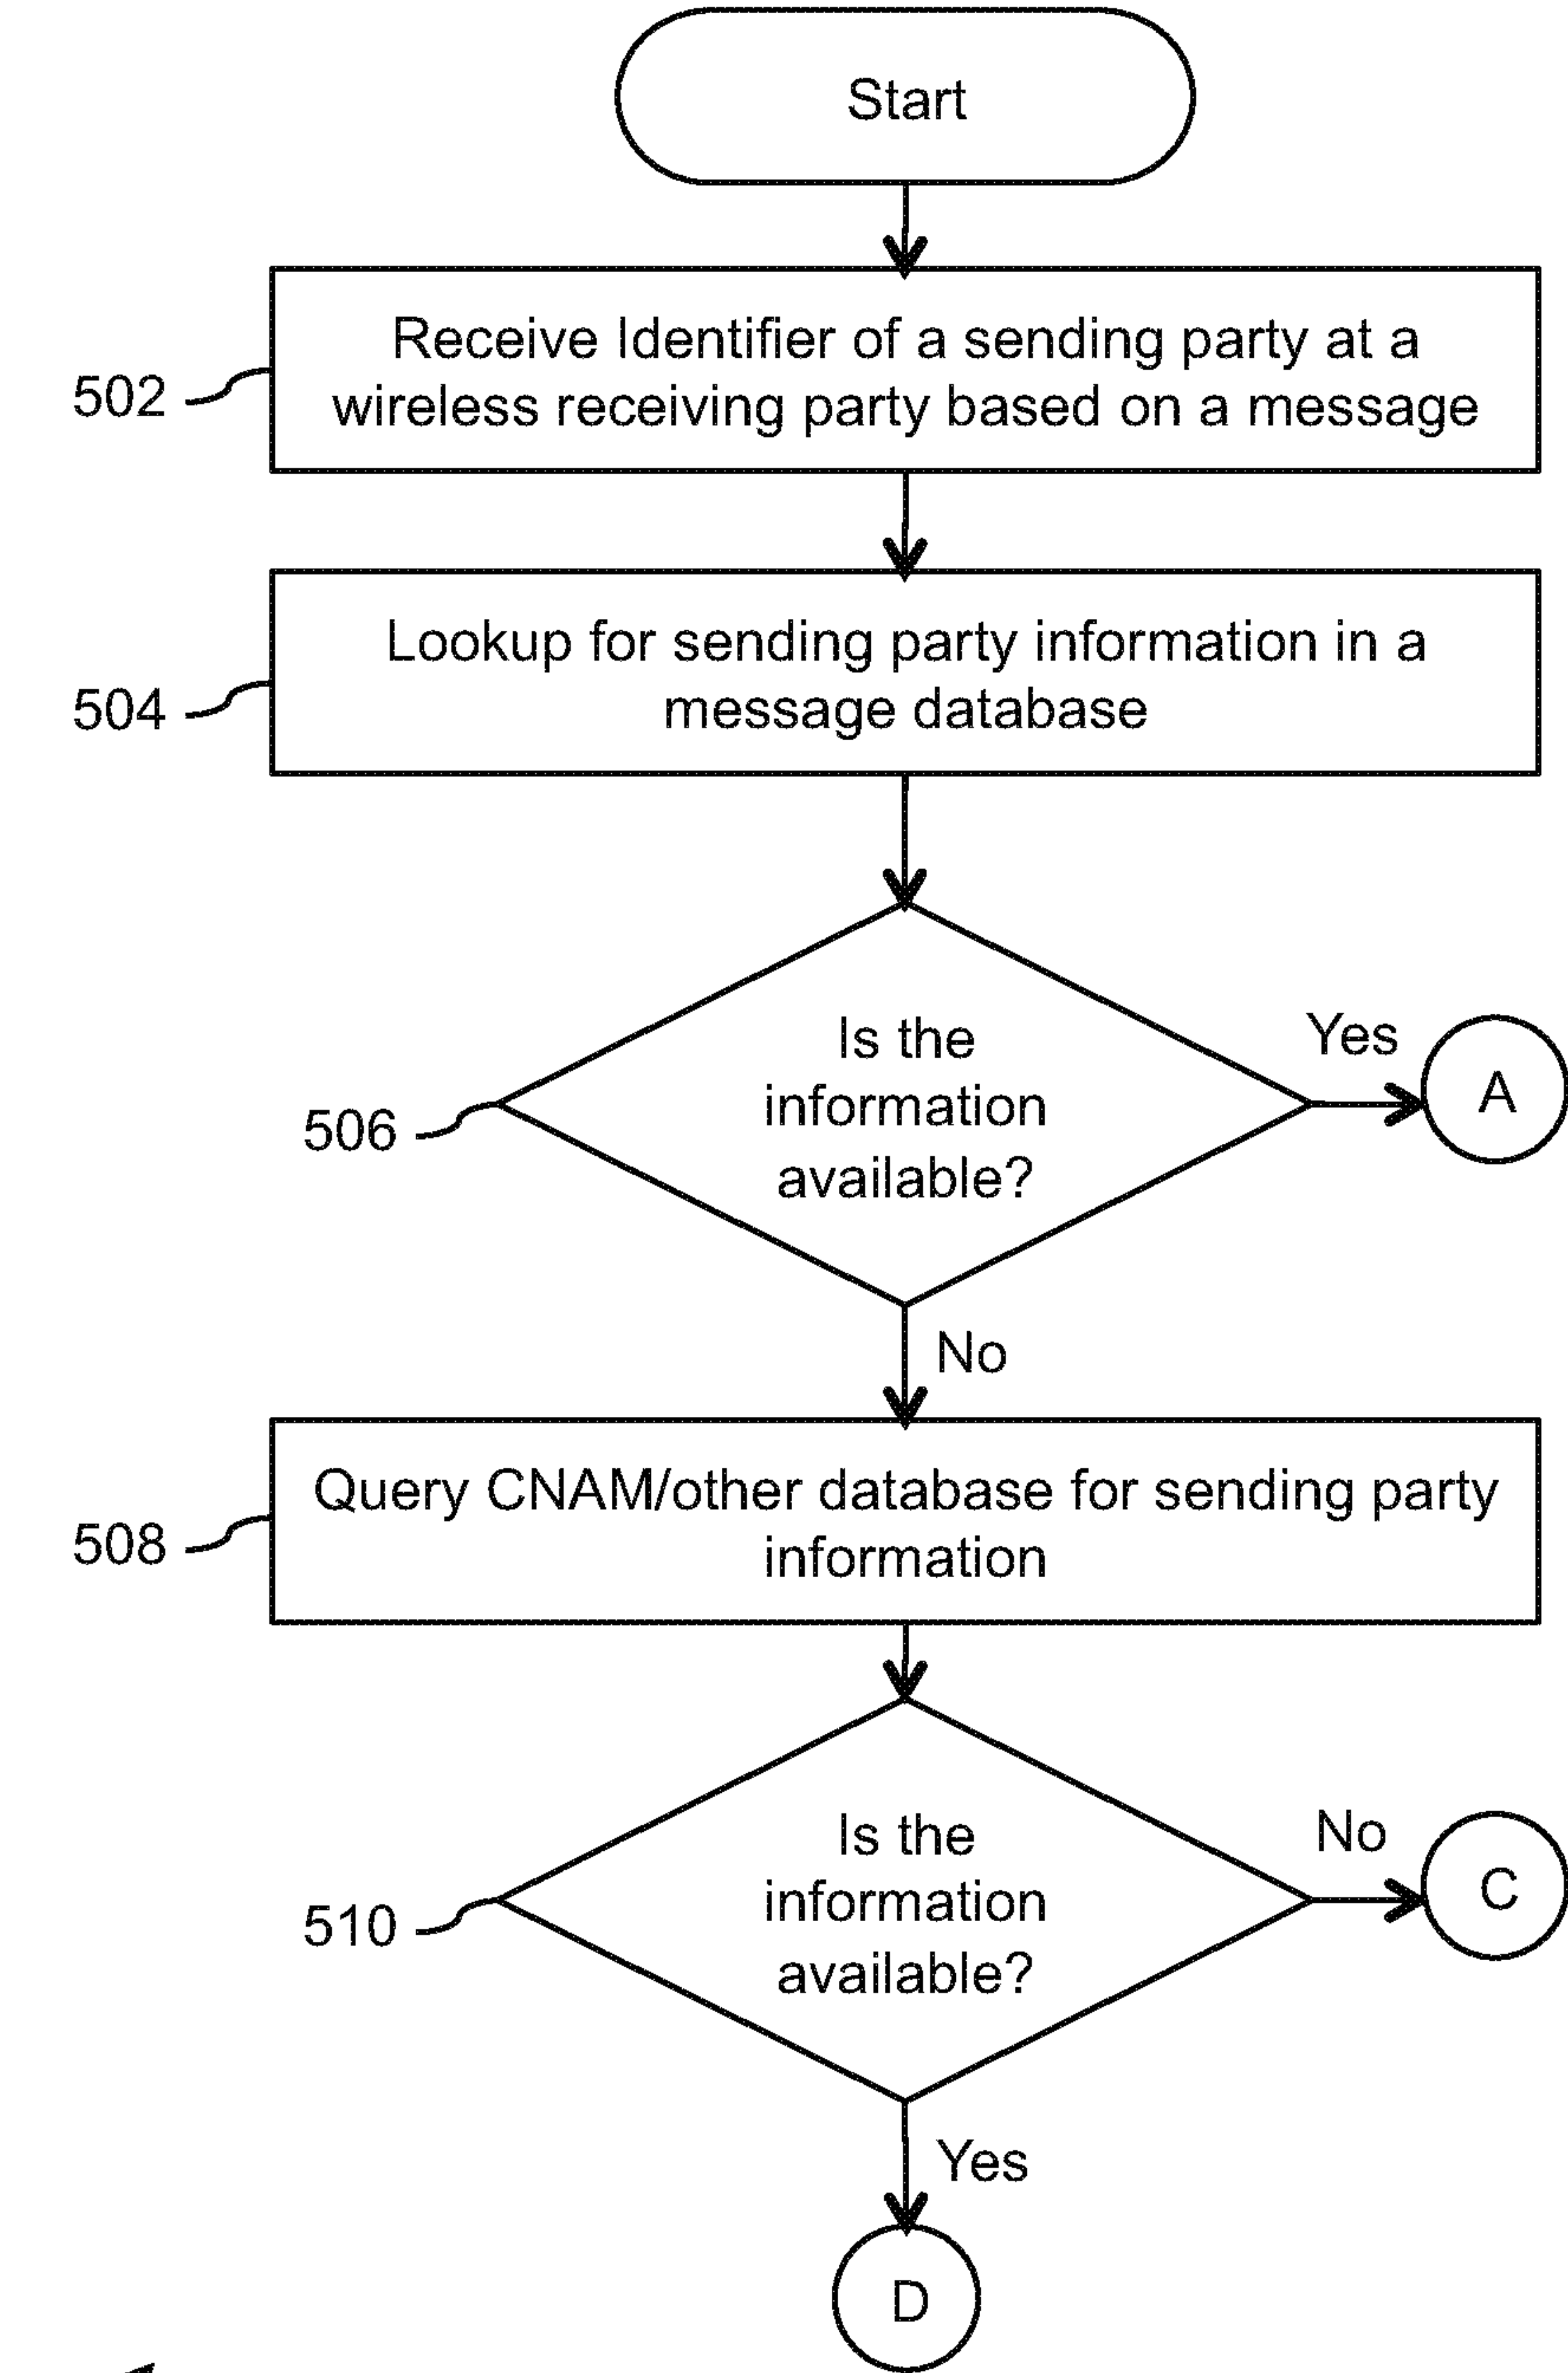 Start
Receive Identifier of a sending party at a
wireless receiving party based on a message
502
Lookup for sending party information in a
message database
504
Is the
information
available?
506
Yes
A
No
Query CNAM/other database for sending party
information
508
Is the
information
available?
510
No
C
Yes
D